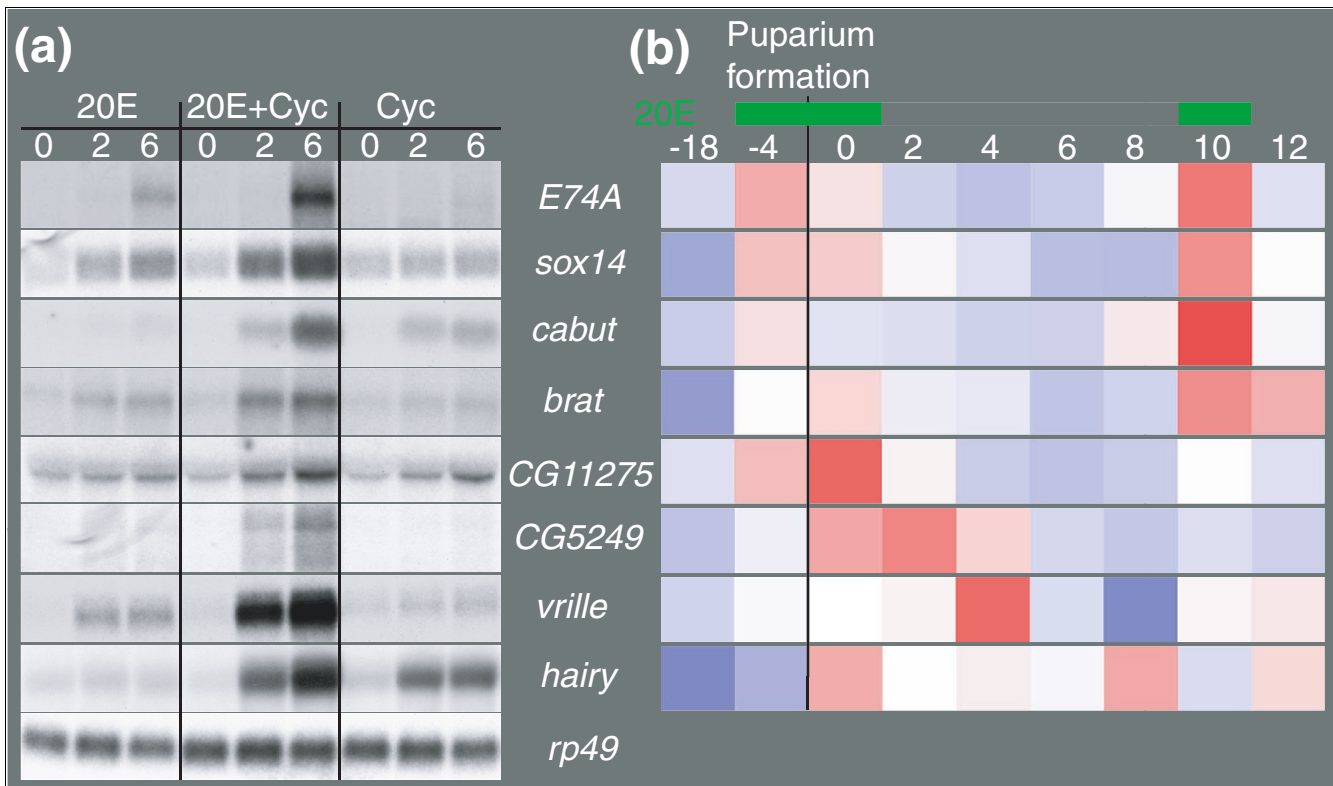 (a)
20E 20E+Cyc Cyc
0 2 6 0 2 6 0 2 6
(b) Puparium
formation
20E
-18 -4 0 2 4 6 8 10 12
E74A
sox14
cabut
brat
CG11275
CG5249
vrille
hairy
rp49